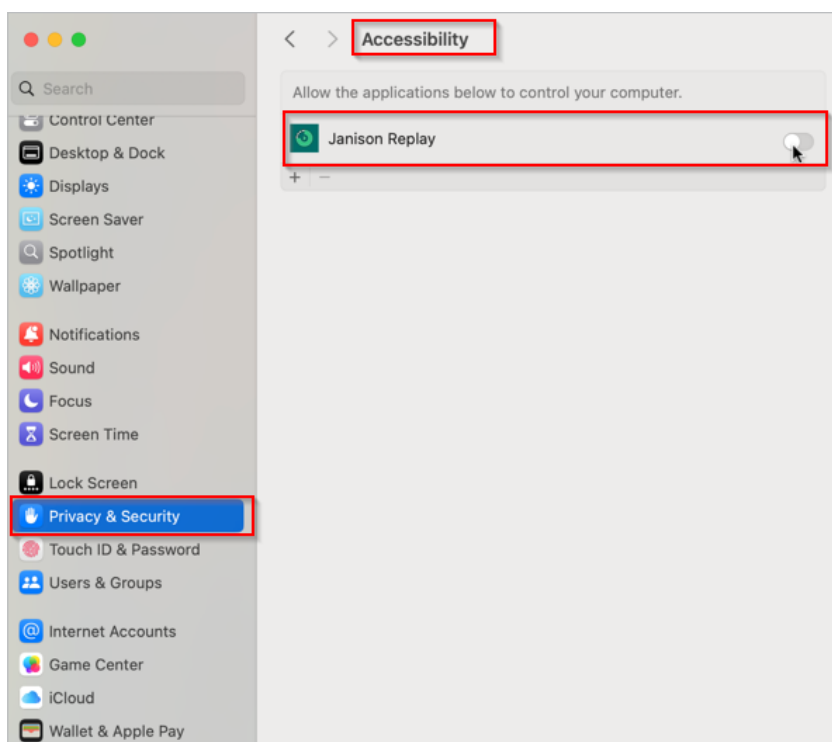 Accessibility
Search
Allow the applications below to control your computer.
Control Center
Janison Replay
Desktop & Dock
+ −
Displays
Screen Saver
Spotlight
Wallpaper
Notifications
Sound
Focus
Screen Time
Lock Screen
Privacy & Security
Touch ID & Password
Users & Groups
Internet Accounts
Game Center
iCloud
Wallet & Apple Pay